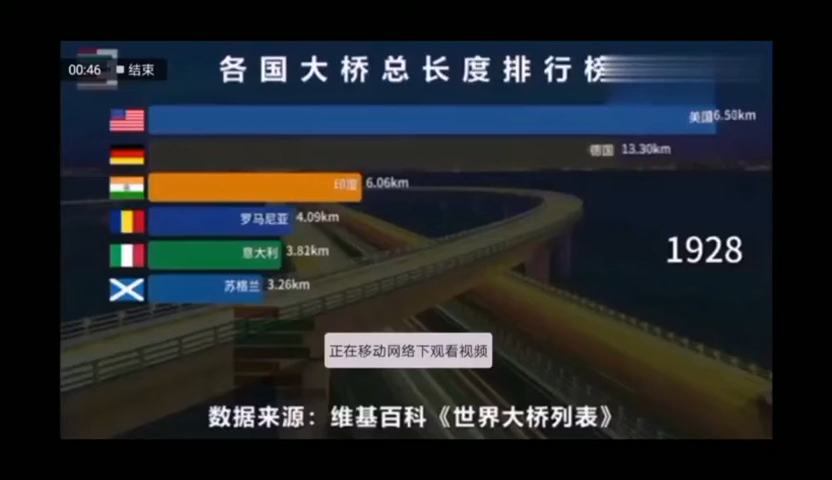 00:46 结束
各国大桥总长度排行榜
美国 6.50km
德国 13.30km
印度 6.06km
罗马尼亚 4.09km
意大利 3.82km
苏格兰 3.26km
1928
正在移动网络下观看视频
数据来源：维基百科《世界大桥列表》